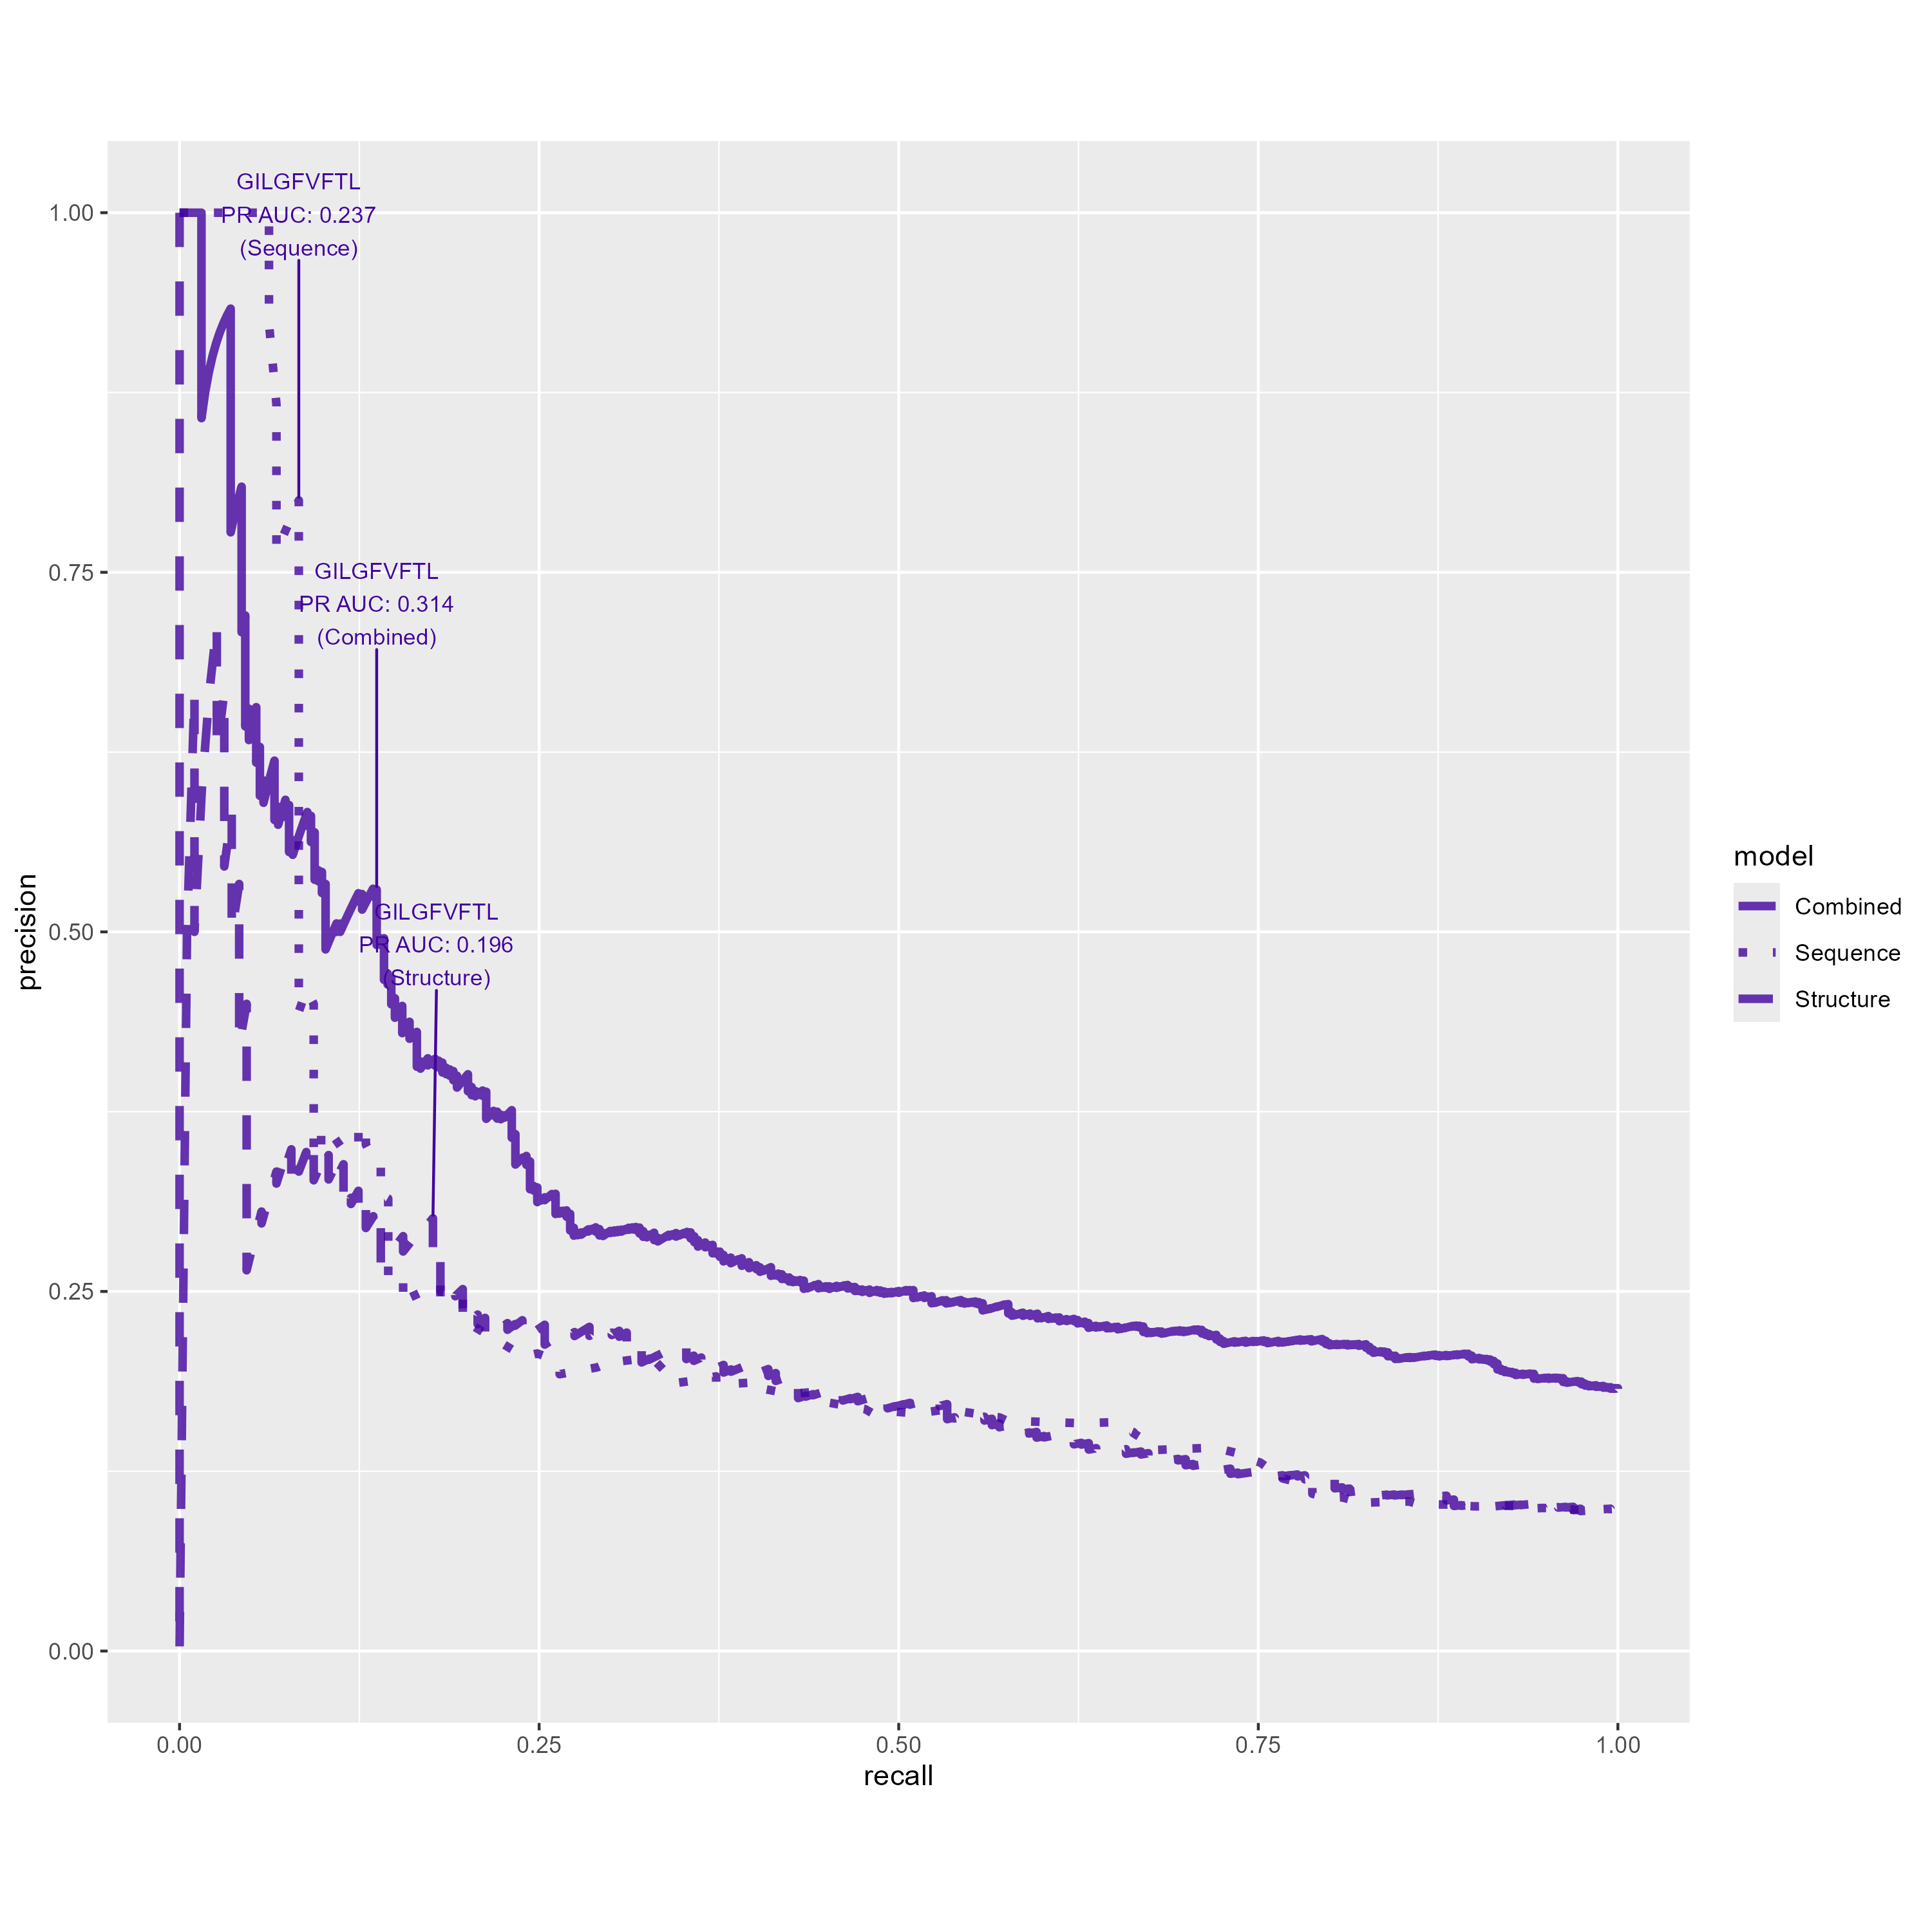 GILGFVFTL
PR AUC: 0.237
(Sequence)
GILGFVFTL
PR AUC: 0.314
(Combined)
GILGFVFTL
PR AUC: 0.196
(Structure)
1.00
0.75
0.50
0.25
0.00
precision
0.00
0.25
0.50
0.75
1.00
recall
model
Combined
Sequence
Structure